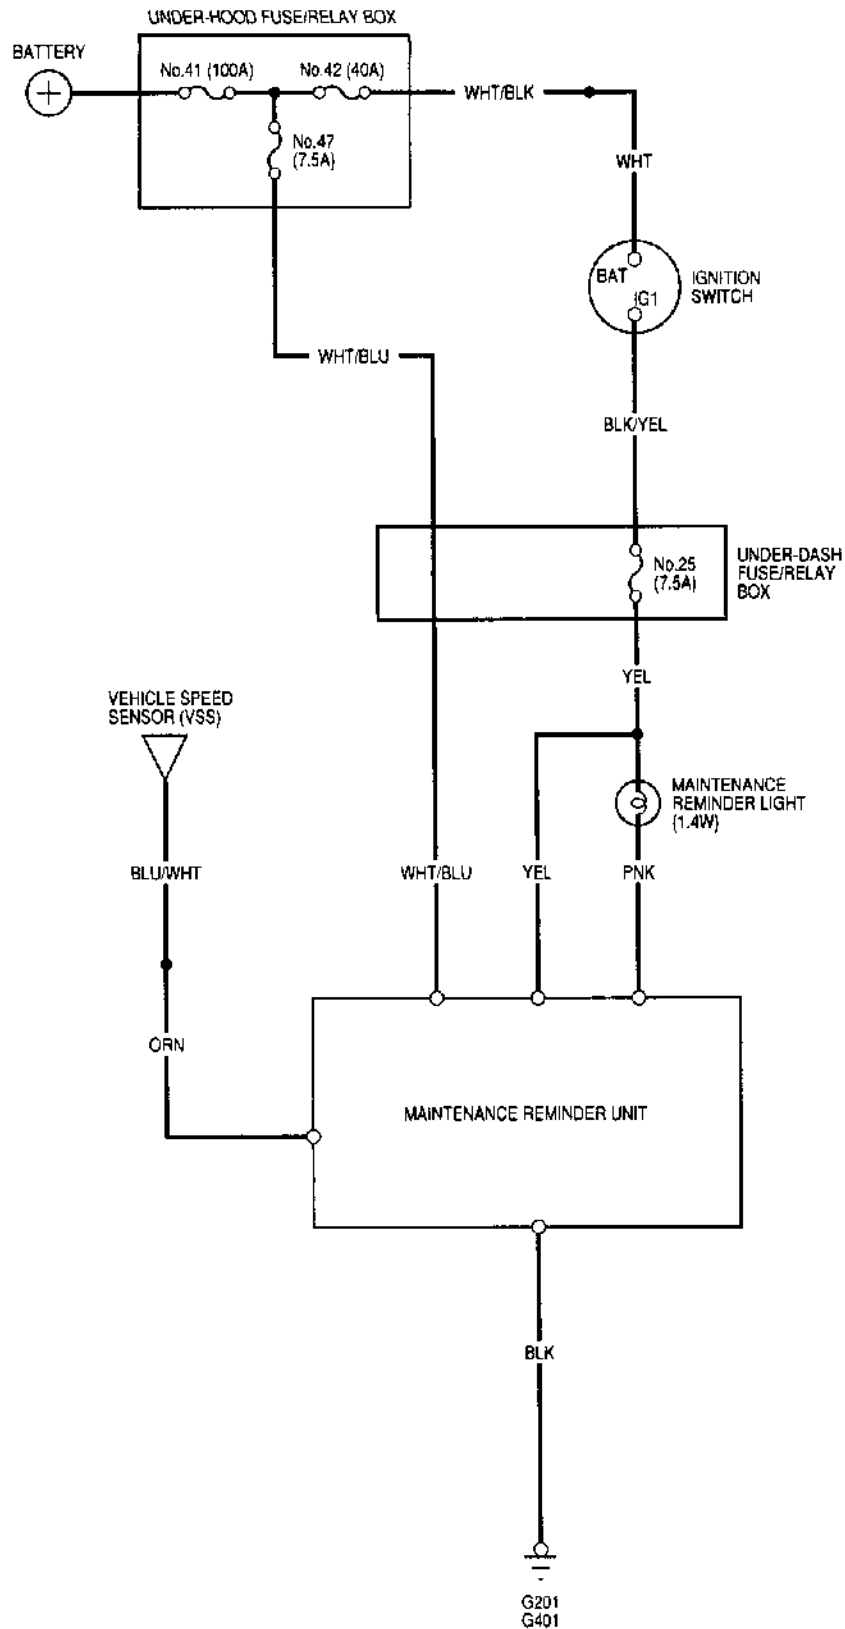 UNDER-HOOD FUSE/RELAY BOX
BATTERY
+
No.41 (100A)
No.42 (40A)
WHT/BLK
No.47
(7.5A)
WHT
BAT
IG1
IGNITION
SWITCH
WHT/BLU
BLK/YEL
No.25
(7.5A)
UNDER-DASH
FUSE/RELAY
BOX
YEL
VEHICLE SPEED
SENSOR (VSS)
MAINTENANCE
REMINDER LIGHT
(1.4W)
BLU/WHT
WHT/BLU
YEL
PNK
ORN
MAINTENANCE REMINDER UNIT
BLK
G201
G401